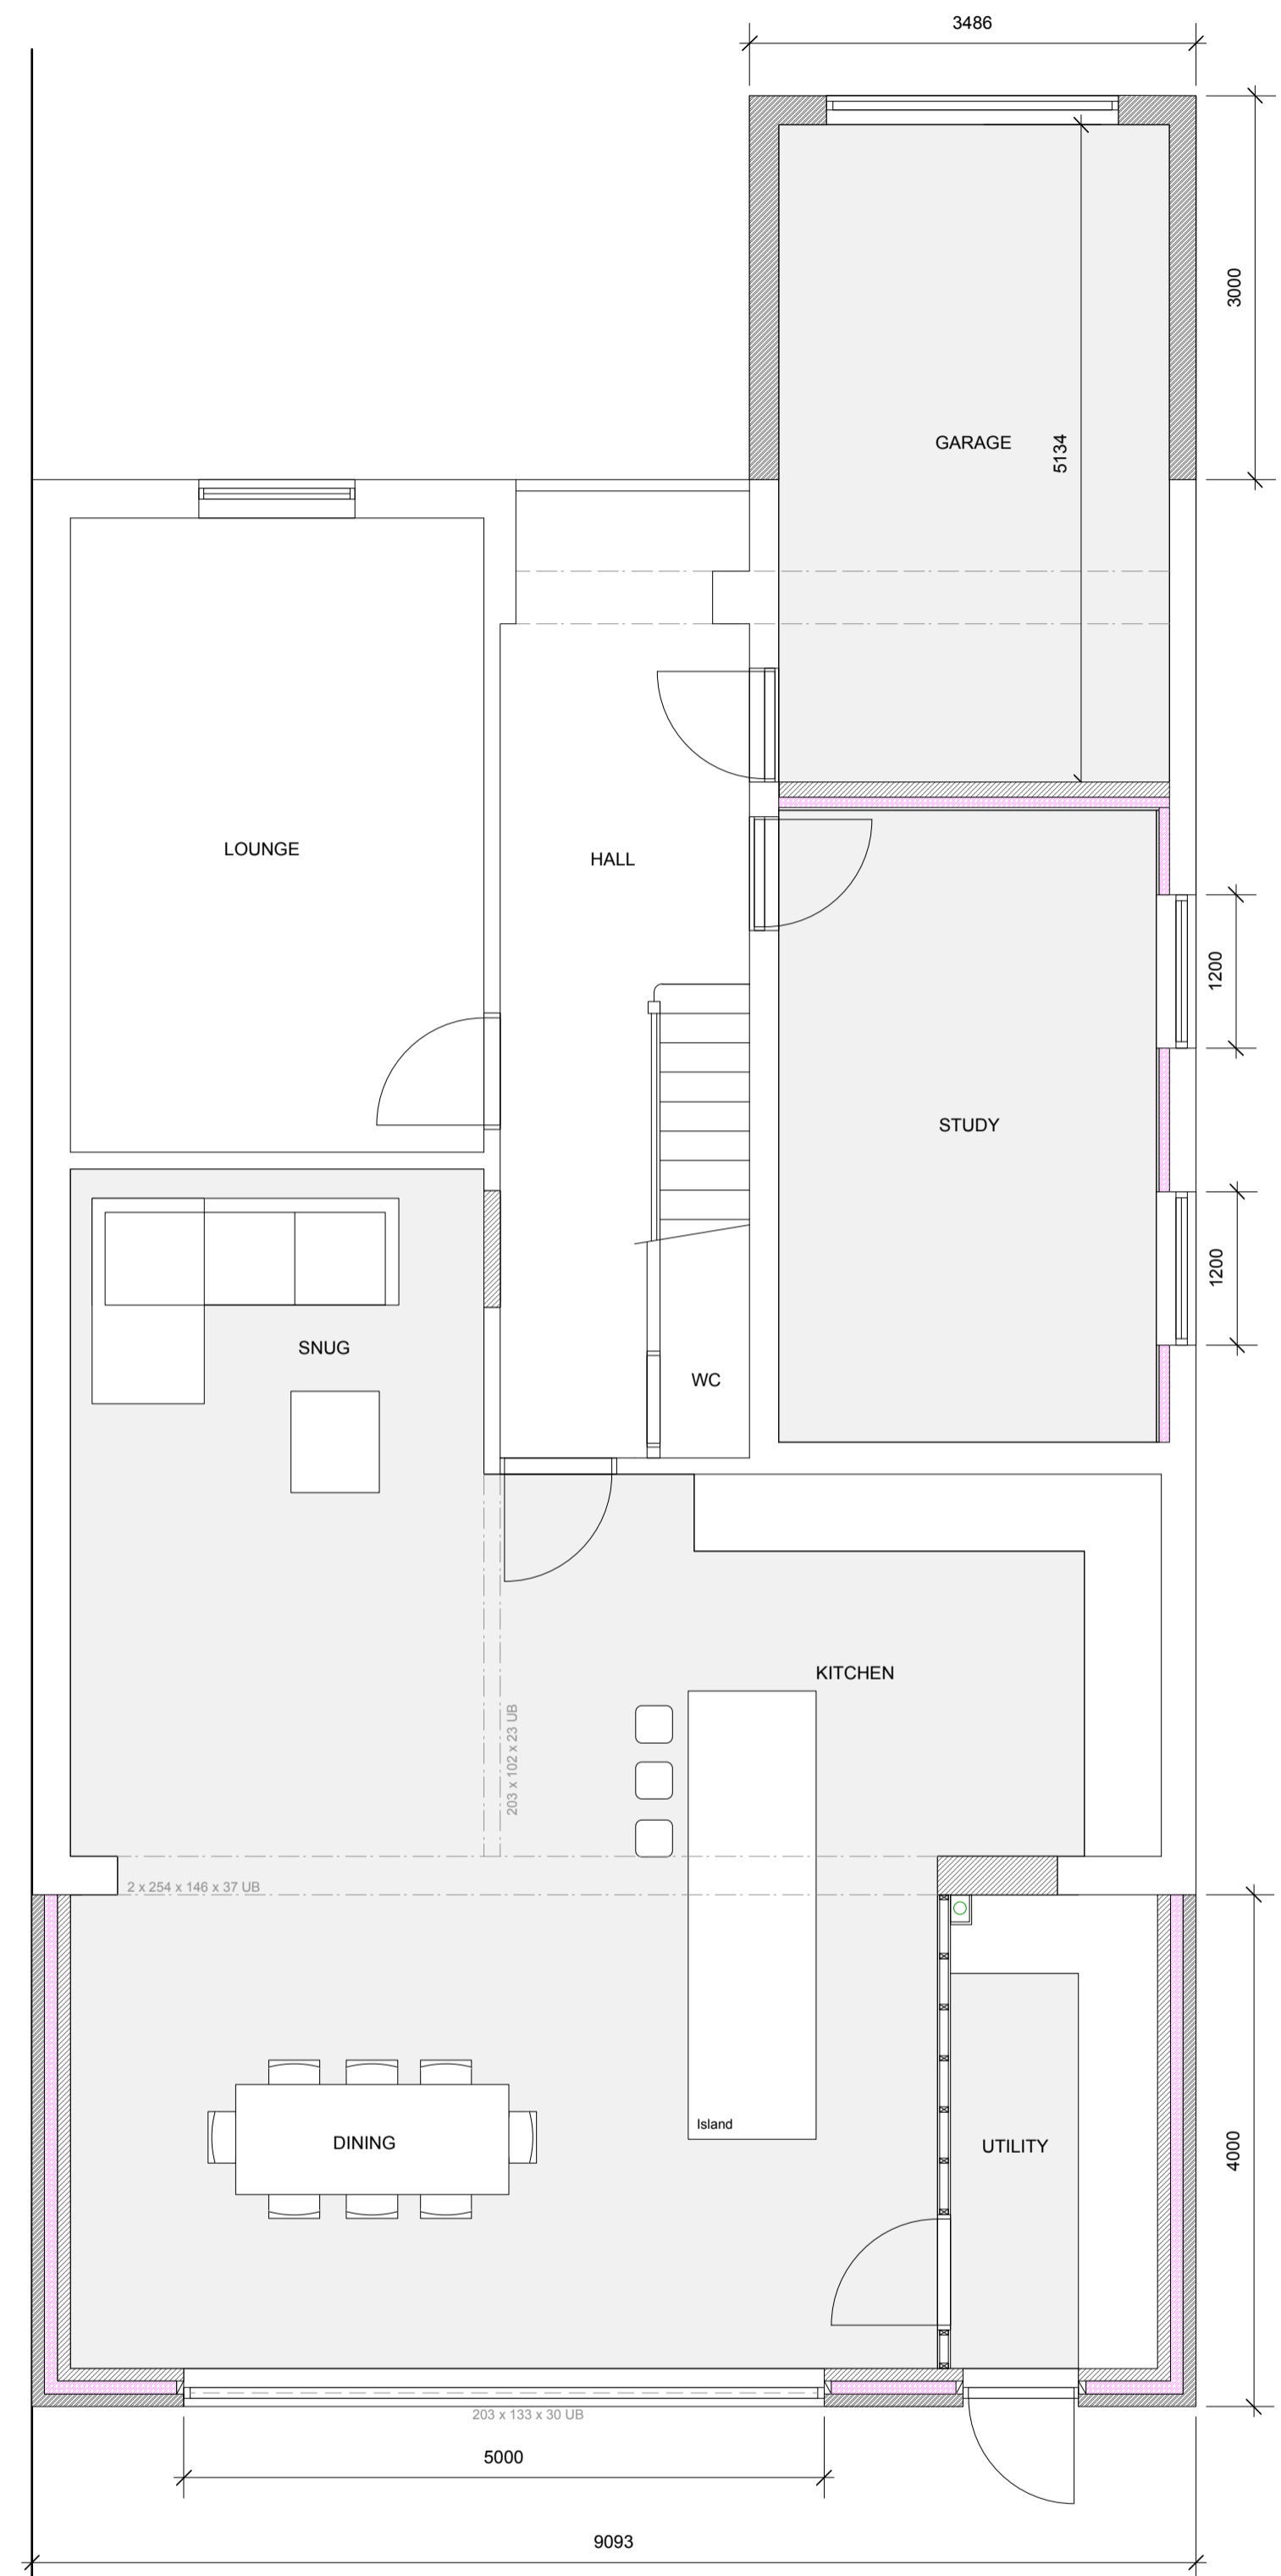 3486
3000
GARAGE
5134
LOUNGE
HALL
1200
STUDY
1200
SNUG
WC
KITCHEN
203 x 102 x 23 UB
2 x 254 x 146 x 37 UB
Island
DINING
UTILITY
4000
203 x 133 x 30 UB
5000
9093